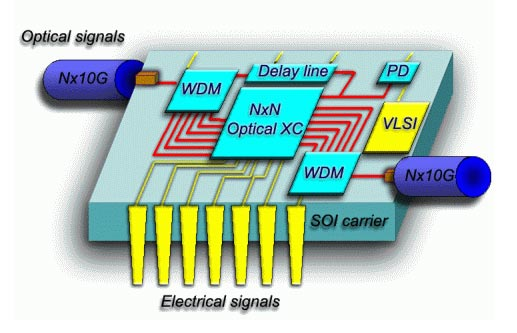 Optical signals
Nx10G
WDM
Delay line
PD
NxN
Optical XC
VLSI
WDM
Nx10G
SOI carrier
Electrical signals